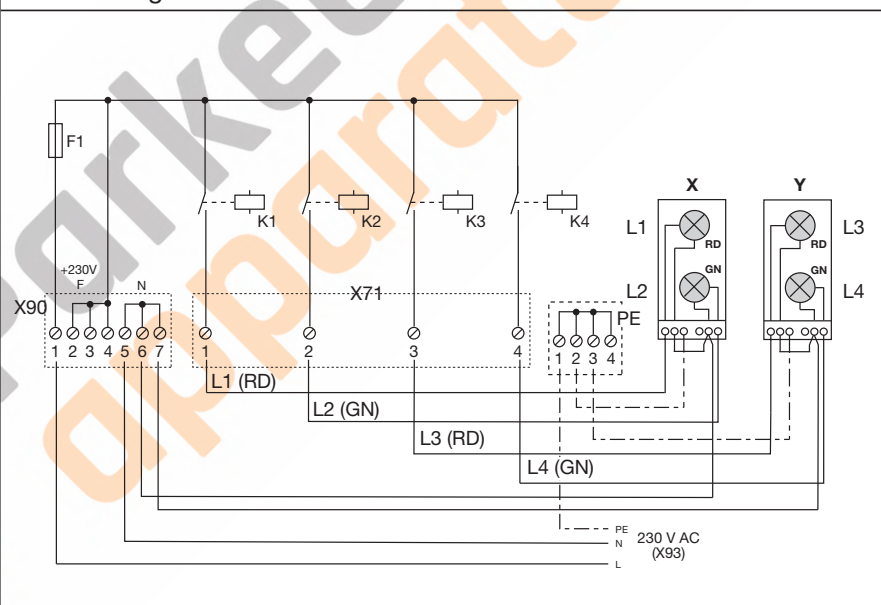 Parkeer
apparato
F1
K1
K2
K3
K4
X
Y
L1
RD
L3
RD
L2
GN
L4
GN
+230V
F
N
X90
X71
PE
1 2 3 4 5 6 7
1
2
3
4
1 2 3 4
L1 (RD)
L2 (GN)
L3 (RD)
L4 (GN)
PE
N
L
230 V AC
(X93)